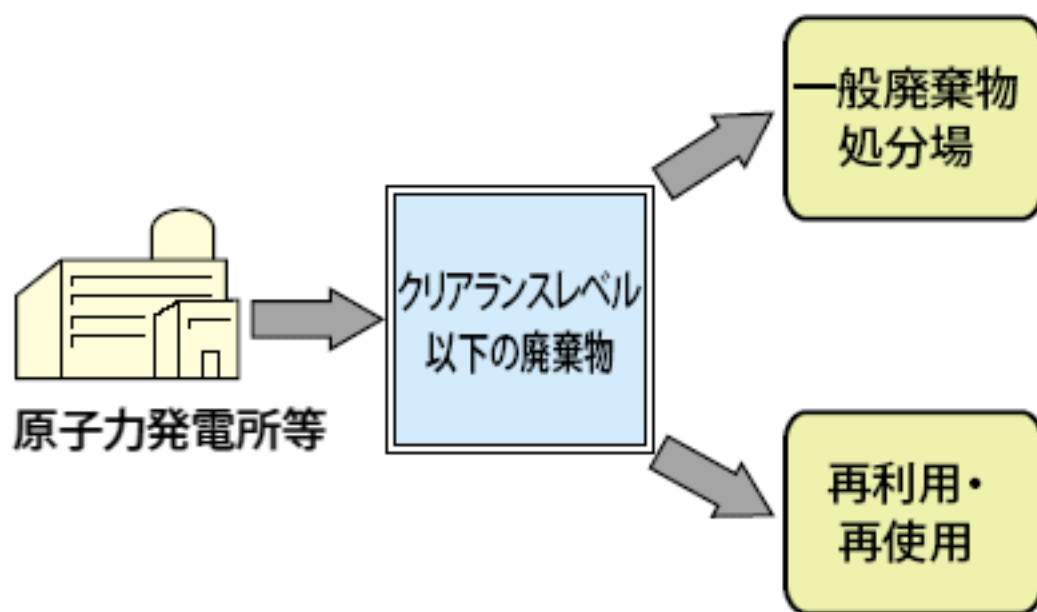 原子力発電所等
クリアランスレベル
以下の廃棄物
一般廃棄物
処分場
再利用・
再使用